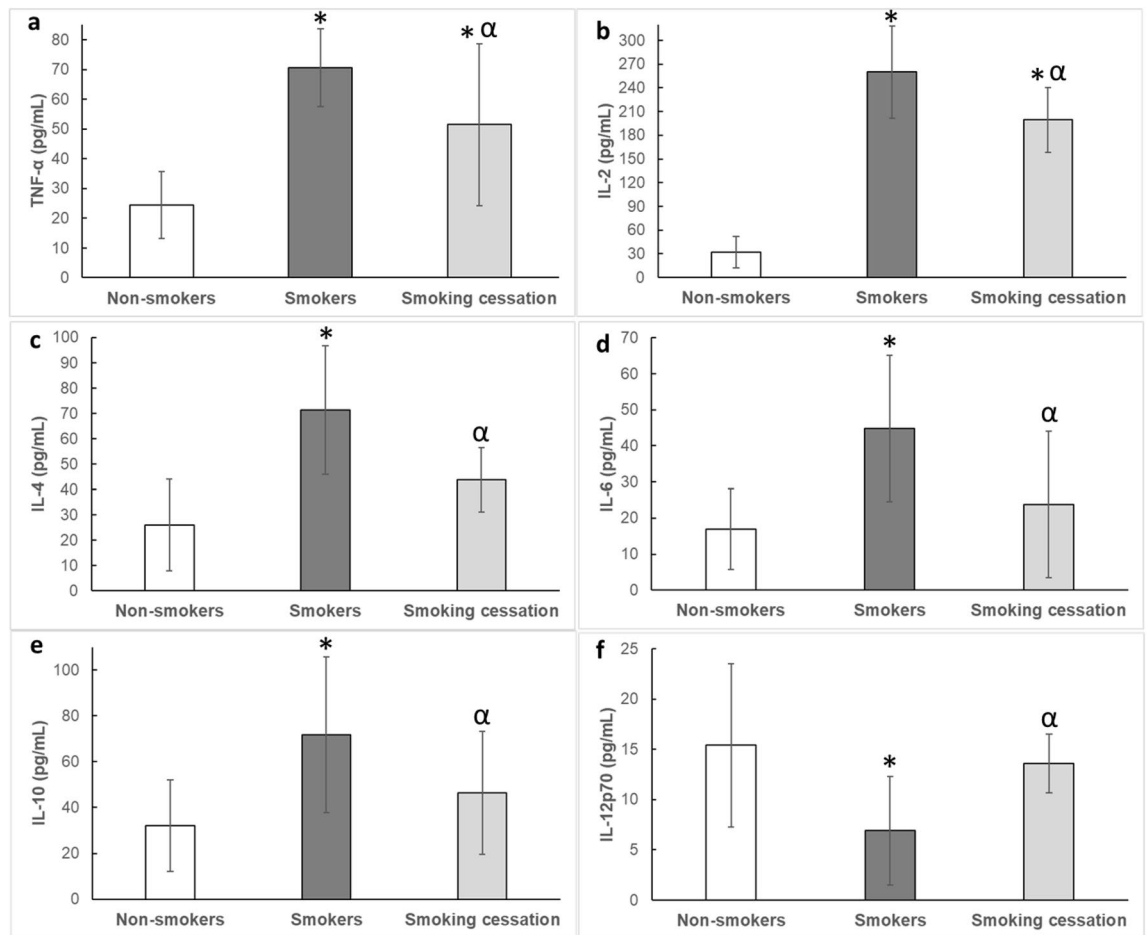 a
*
* α
TNF-α (pg/mL)
80
70
60
50
40
30
20
10
0
Non-smokers Smokers Smoking cessation
b
*
* α
IL-2 (pg/mL)
300
270
240
210
180
150
120
90
60
30
0
Non-smokers Smokers Smoking cessation
c
*
α
IL-4 (pg/mL)
100
90
80
70
60
50
40
30
20
10
0
Non-smokers Smokers Smoking cessation
d
*
α
IL-6 (pg/mL)
70
60
50
40
30
20
10
0
Non-smokers Smokers Smoking cessation
e
*
α
IL-10 (pg/mL)
100
80
60
40
20
0
Non-smokers Smokers Smoking cessation
f
*
α
IL-12p70 (pg/mL)
25
20
15
10
5
0
Non-smokers Smokers Smoking cessation